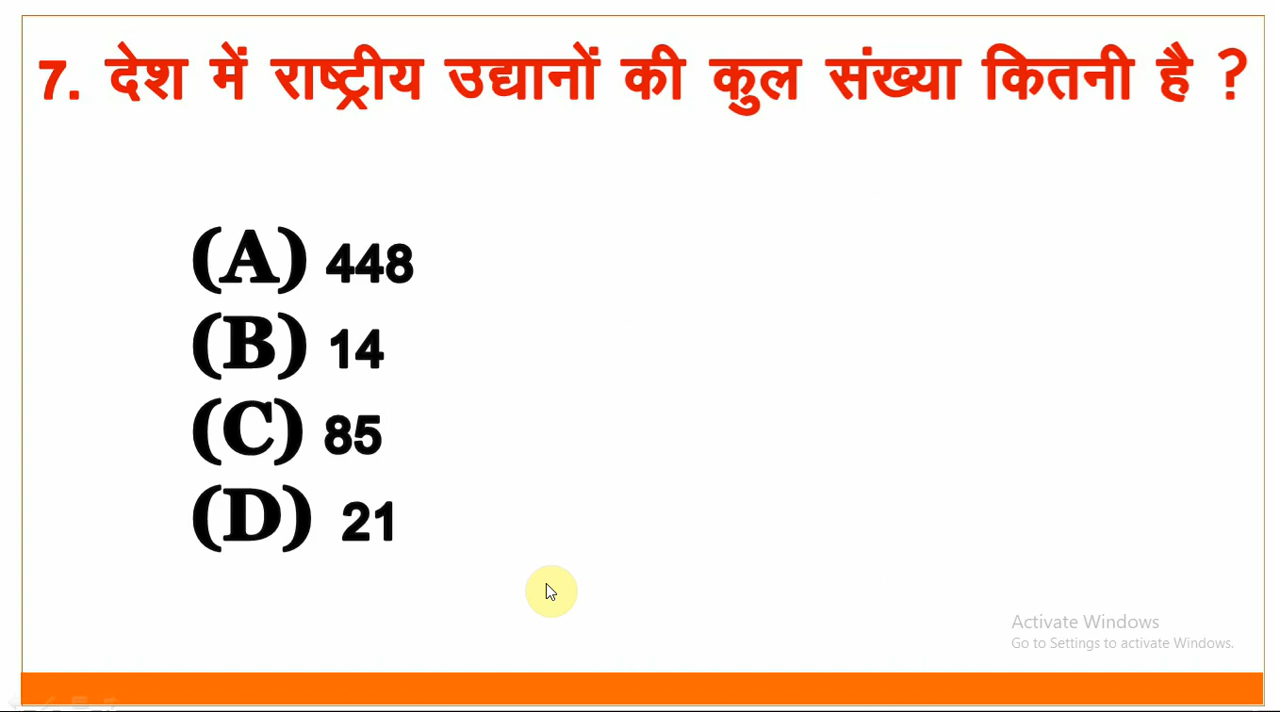 7. देश में राष्ट्रीय उद्यानों की कुल संख्या कितनी है ?
(A) 448
(B) 14
(C) 85
(D) 21
Activate Windows
Go to Settings to activate Windows.